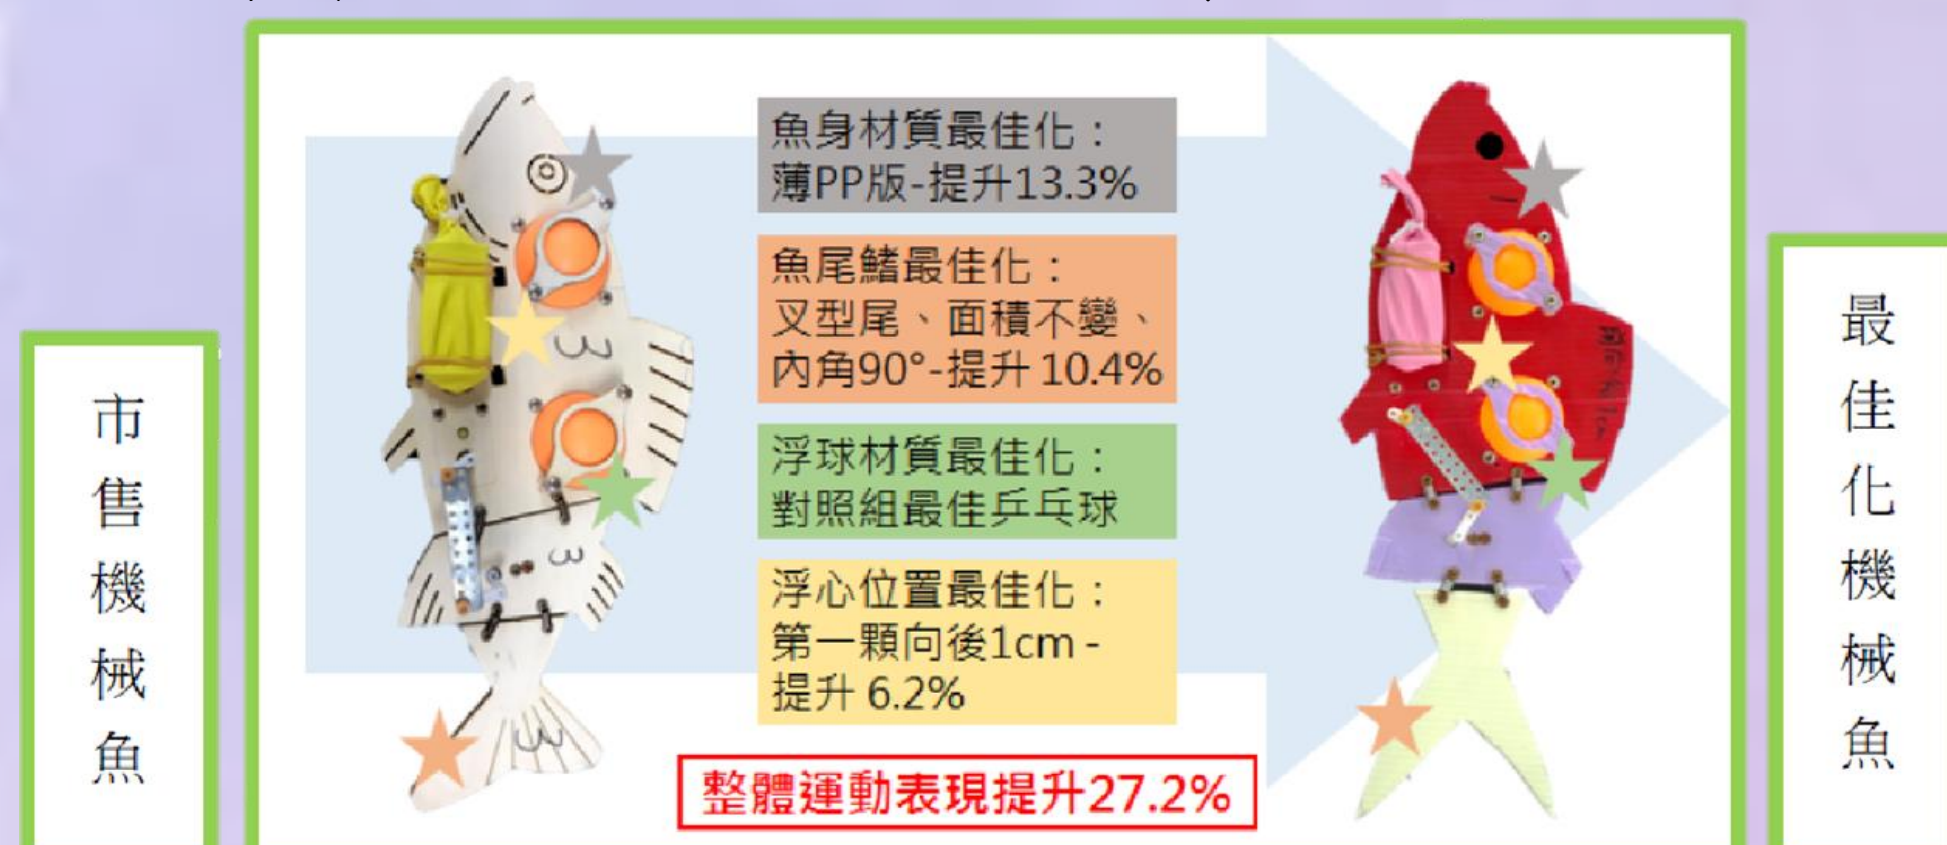 市售機械魚
魚身材質最佳化：
薄PP版-提升13.3%
魚尾鰭最佳化：
叉型尾、面積不變、
內角90°-提升 10.4%
浮球材質最佳化：
對照組最佳乒乓球
浮心位置最佳化：
第一顆向後1cm -
提升 6.2%
整體運動表現提升27.2%
3
3
3
最佳化機械魚